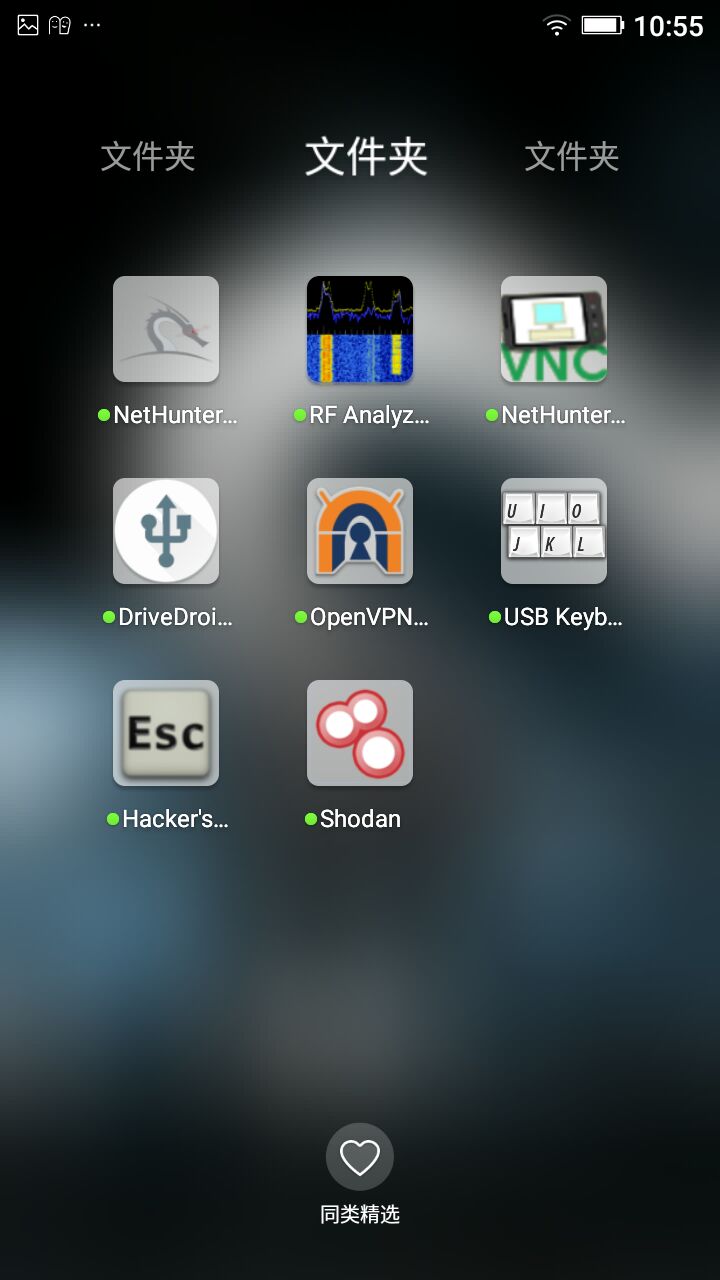 10:55
文件夹 文件夹 文件夹
NetHunter... RF Analyz... NetHunter...
VNC
U I O
J K L
DriveDroi... OpenVPN... USB Keyb...
Esc
Hacker's... Shodan
同类精选